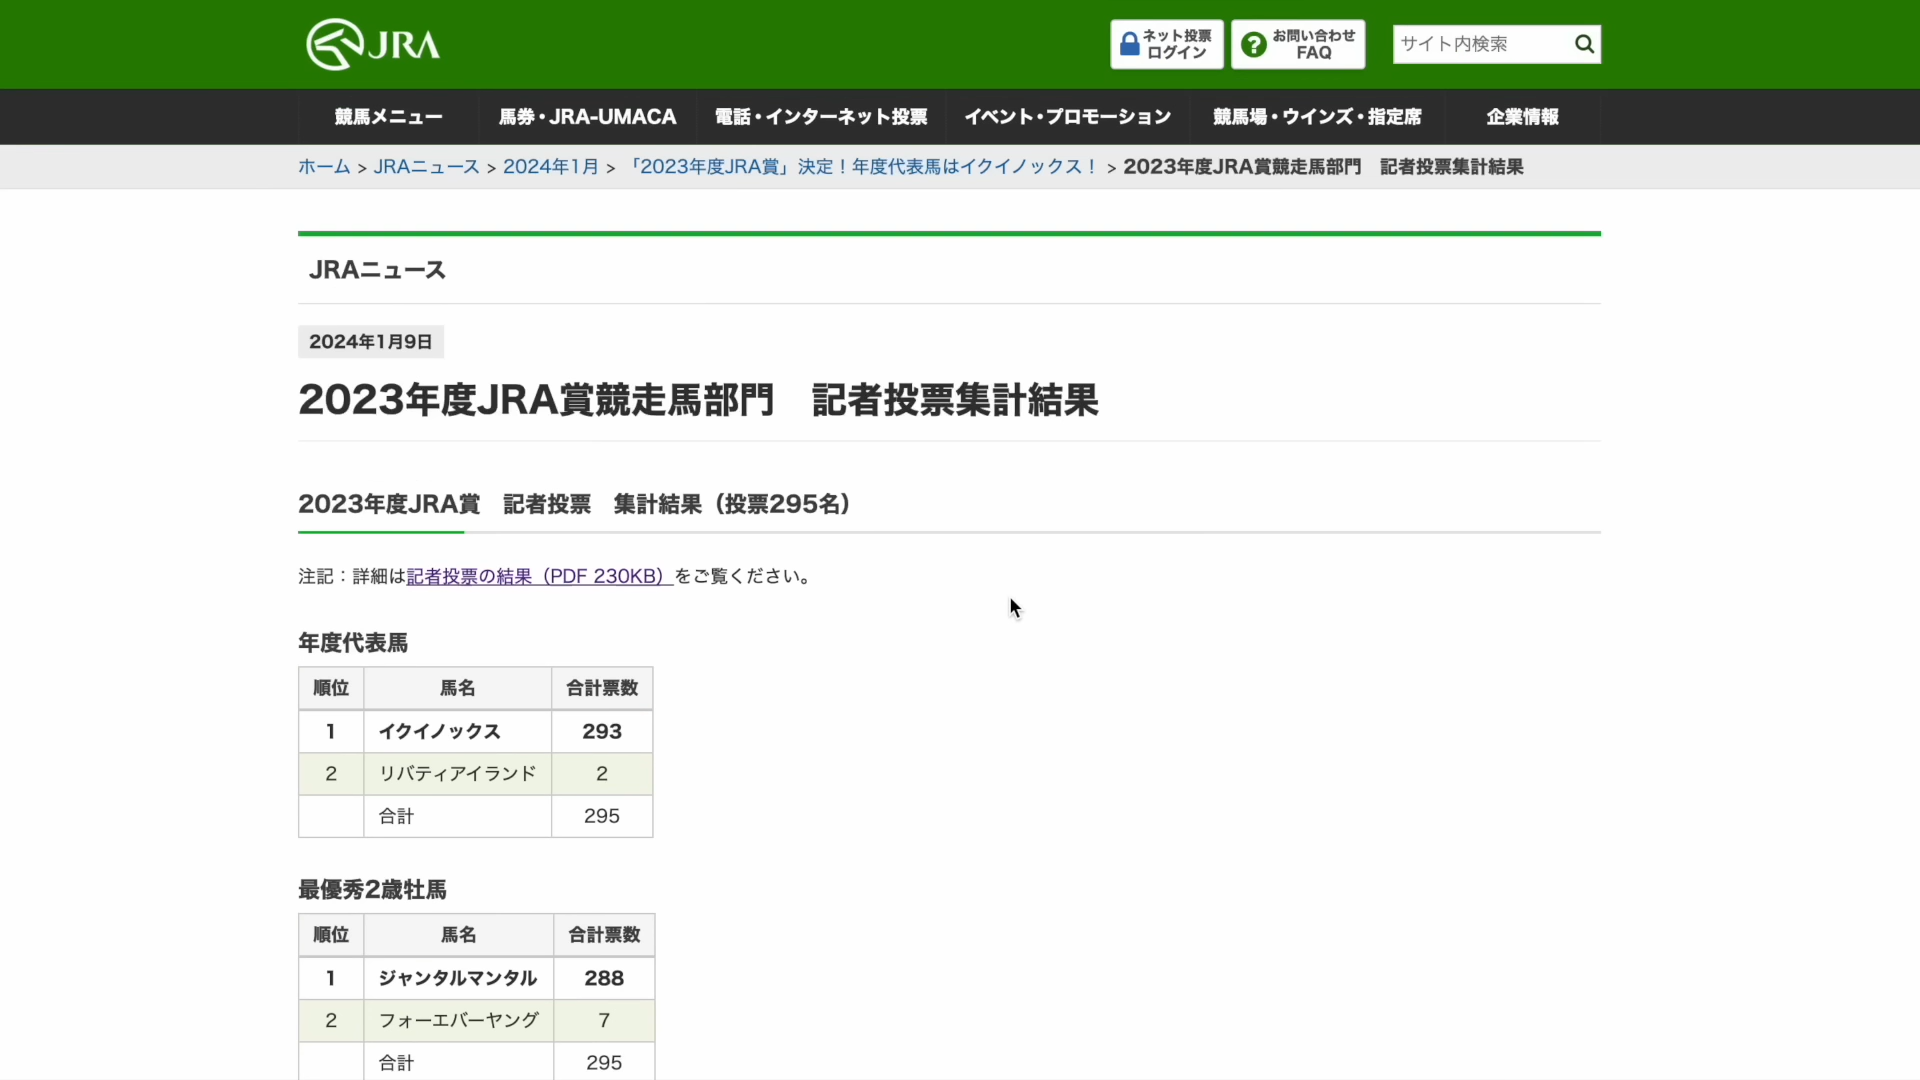 JRA
ネット投票
ログイン
お問い合わせ
FAQ
サイト内検索
競馬メニュー
馬券・JRA-UMACA
電話・インターネット投票
イベント・プロモーション
競馬場・ウインズ・指定席
企業情報
ホーム > JRAニュース > 2024年1月 > 「2023年度JRA賞」決定！年度代表馬はイクイノックス！ > 2023年度JRA賞競走馬部門　記者投票集計結果
JRAニュース
2024年1月9日
2023年度JRA賞競走馬部門　記者投票集計結果
2023年度JRA賞　記者投票　集計結果（投票295名）
注記：詳細は記者投票の結果（PDF 230KB）をご覧ください。
年度代表馬
順位 馬名 合計票数
1 イクイノックス 293
2 リバティアイランド 2
合計 295
最優秀2歳牡馬
順位 馬名 合計票数
1 ジャンタルマンタル 288
2 フォーエバーヤング 7
合計 295